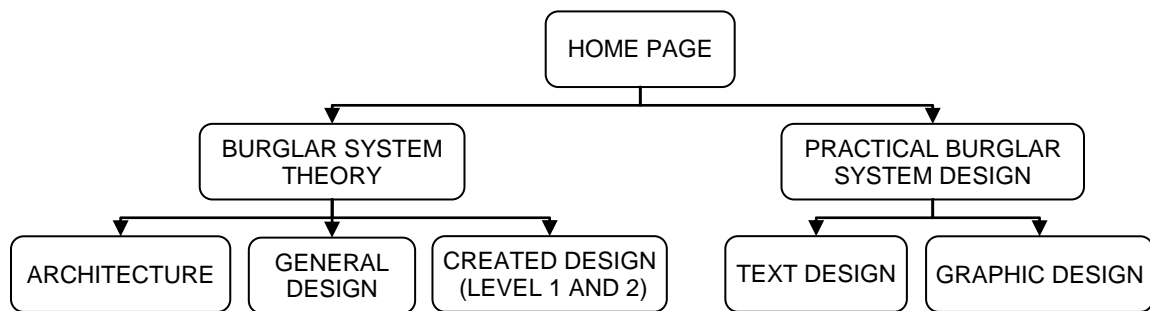 HOME PAGE
BURGLAR SYSTEM
THEORY
PRACTICAL BURGLAR
SYSTEM DESIGN
ARCHITECTURE
GENERAL
DESIGN
CREATED DESIGN
(LEVEL 1 AND 2)
TEXT DESIGN
GRAPHIC DESIGN